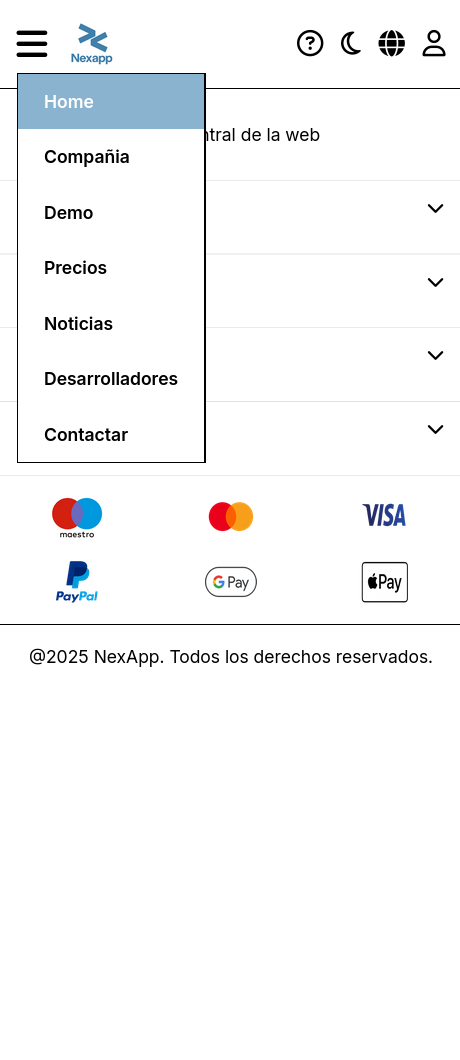 Nexapp
Home
ntral de la web
Compañia
Demo
Precios
Noticias
Desarrolladores
Contactar
maestro
VISA
PayPal
G Pay
Pay
@2025 NexApp. Todos los derechos reservados.